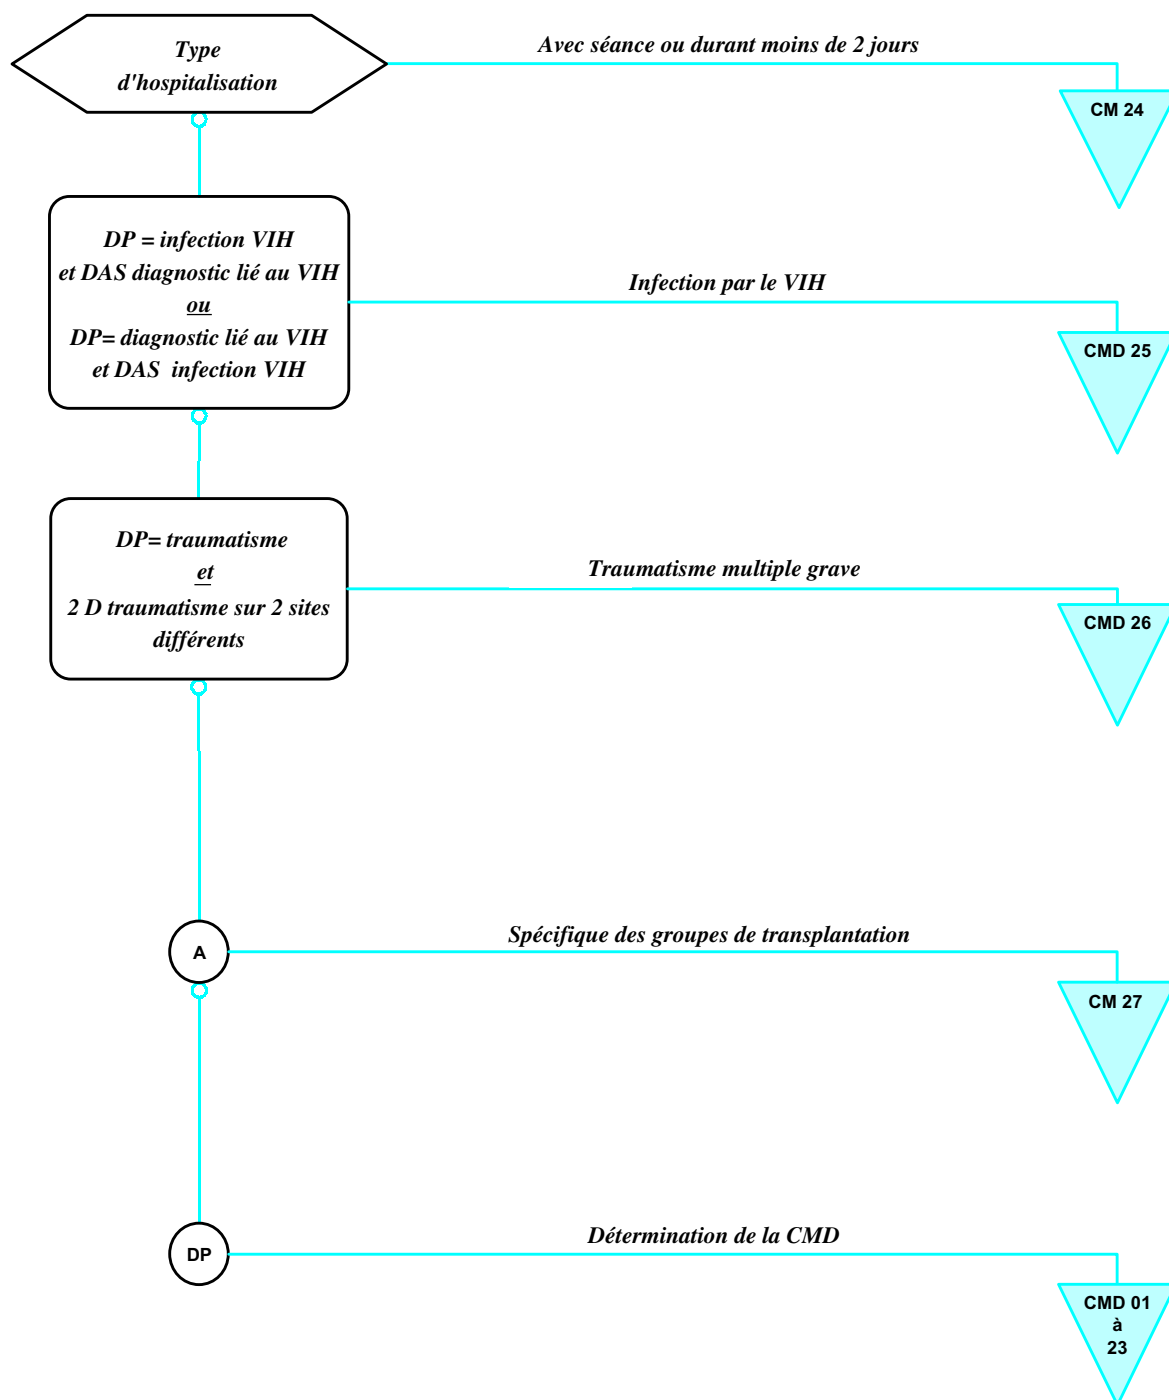 Type
d'hospitalisation
Avec séance ou durant moins de 2 jours
CM 24
DP = infection VIH
et DAS diagnostic lié au VIH
ou
DP= diagnostic lié au VIH
et DAS infection VIH
Infection par le VIH
CMD 25
DP= traumatisme
et
2 D traumatisme sur 2 sites
différents
Traumatisme multiple grave
CMD 26
A
Spécifique des groupes de transplantation
CM 27
DP
Détermination de la CMD
CMD 01
à
23